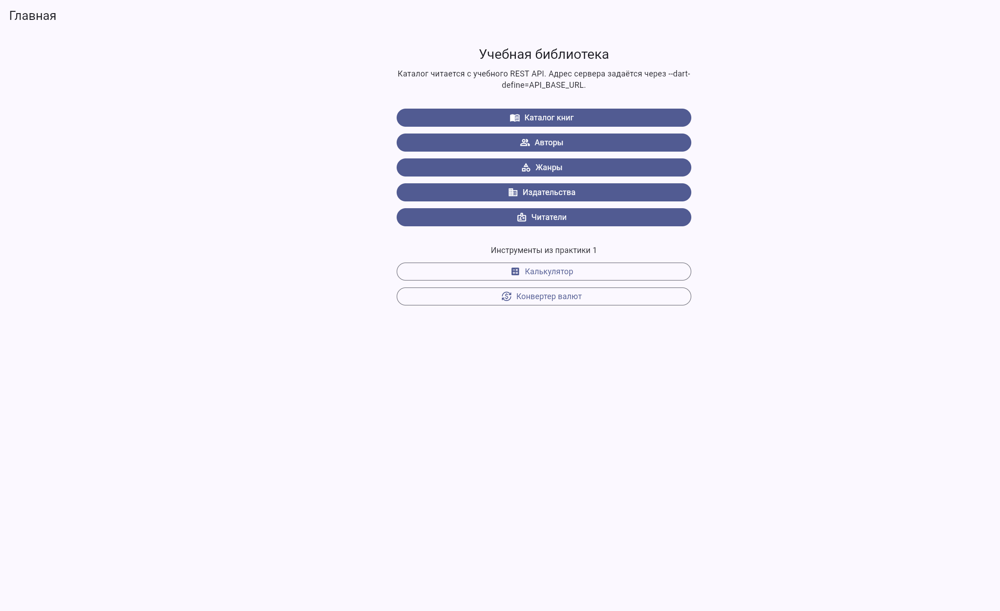 Главная
Учебная библиотека
Каталог читается с учебного REST API. Адрес сервера задаётся через --dart-
define=API_BASE_URL.
Каталог книг
Авторы
Жанры
Издательства
Читатели
Инструменты из практики 1
Калькулятор
Конвертер валют